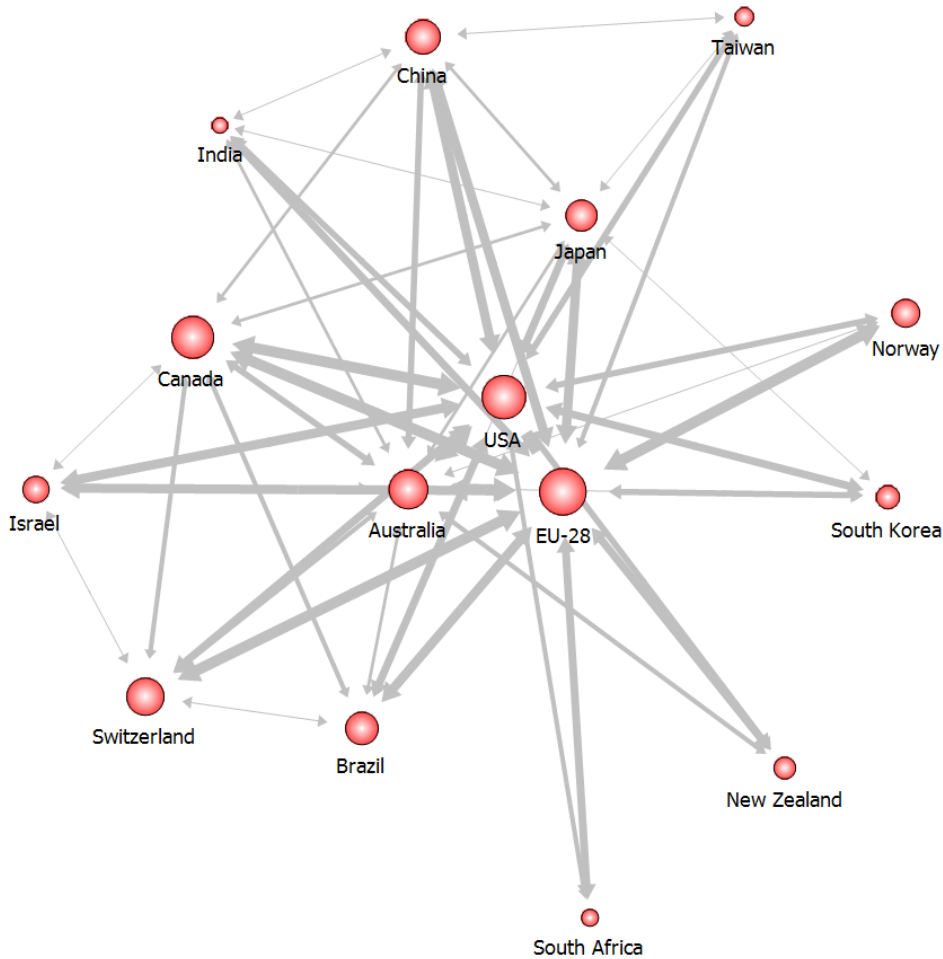 Taiwan
China
India
Japan
Norway
Canada
USA
Israel
Australia
EU-28
South Korea
Switzerland
Brazil
New Zealand
South Africa